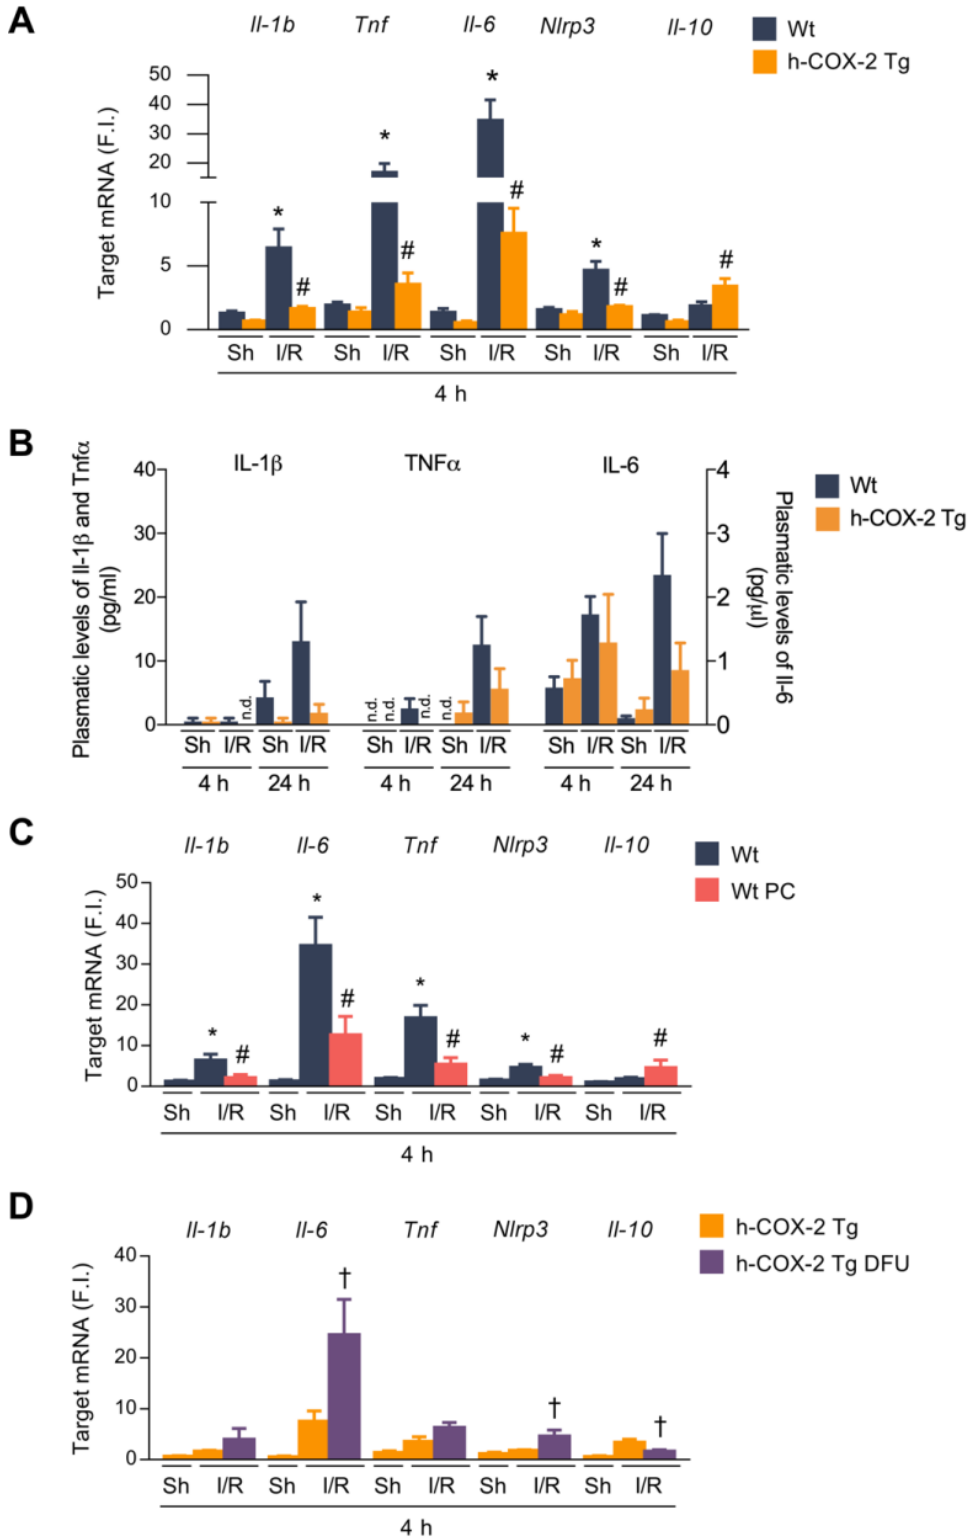 A
Il-1b Tnf Il-6 Nlrp3 Il-10
Wt
h-COX-2 Tg
Target mRNA (F.I.)
50
40
30
20
10
5
0
* # * # * # * # #
Sh I/R Sh I/R Sh I/R Sh I/R Sh I/R
4 h
B
IL-1β TNFα IL-6
Wt
h-COX-2 Tg
Plasmatic levels of Il-1β and Tnfα
(pg/ml)
40
30
20
10
0
n.d. n.d. n.d. n.d. n.d.
4
3
2
1
0
Plasmatic levels of Il-6
(pg/µl)
Sh I/R Sh I/R Sh I/R Sh I/R Sh I/R Sh I/R
4 h 24 h 4 h 24 h 4 h 24 h
C
Il-1b Il-6 Tnf Nlrp3 Il-10
Wt
Wt PC
Target mRNA (F.I.)
50
40
30
20
10
0
* # * # * # * # #
Sh I/R Sh I/R Sh I/R Sh I/R Sh I/R
4 h
D
Il-1b Il-6 Tnf Nlrp3 Il-10
h-COX-2 Tg
h-COX-2 Tg DFU
Target mRNA (F.I.)
40
30
20
10
0
† † †
Sh I/R Sh I/R Sh I/R Sh I/R Sh I/R
4 h